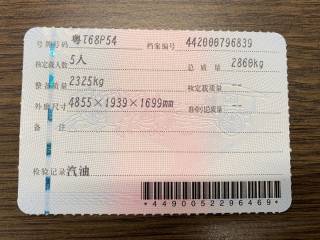 号牌号码 粤T68P54 档案编号 442000796839
核定载人数 5人 总质量 2860kg
整备质量 2325kg 核定载质量 --
外廓尺寸 4855×1939×1699mm 准牵引总质量 --
备注
检验记录 汽油
*4490052296469*